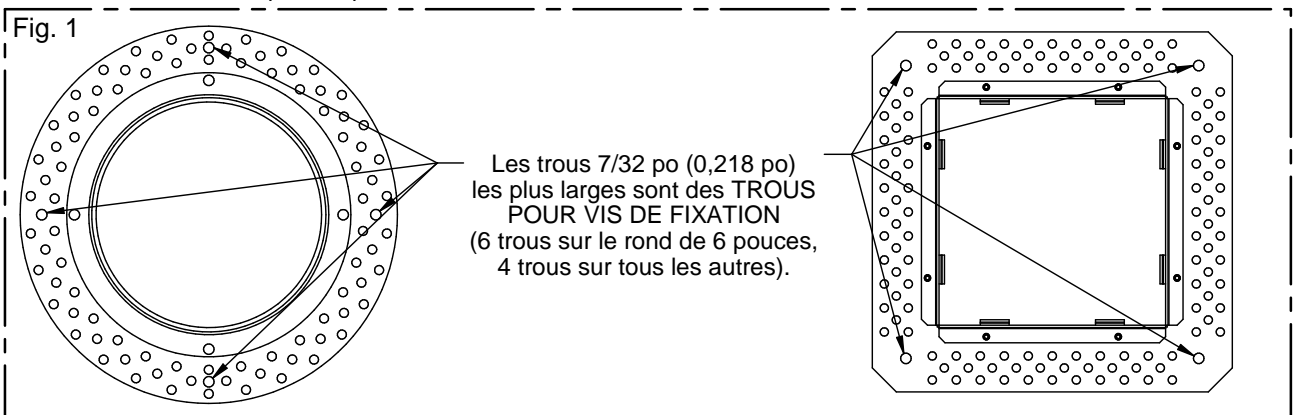 Fig. 1
Les trous 7/32 po (0,218 po)
les plus larges sont des TROUS
POUR VIS DE FIXATION
(6 trous sur le rond de 6 pouces,
4 trous sur tous les autres).